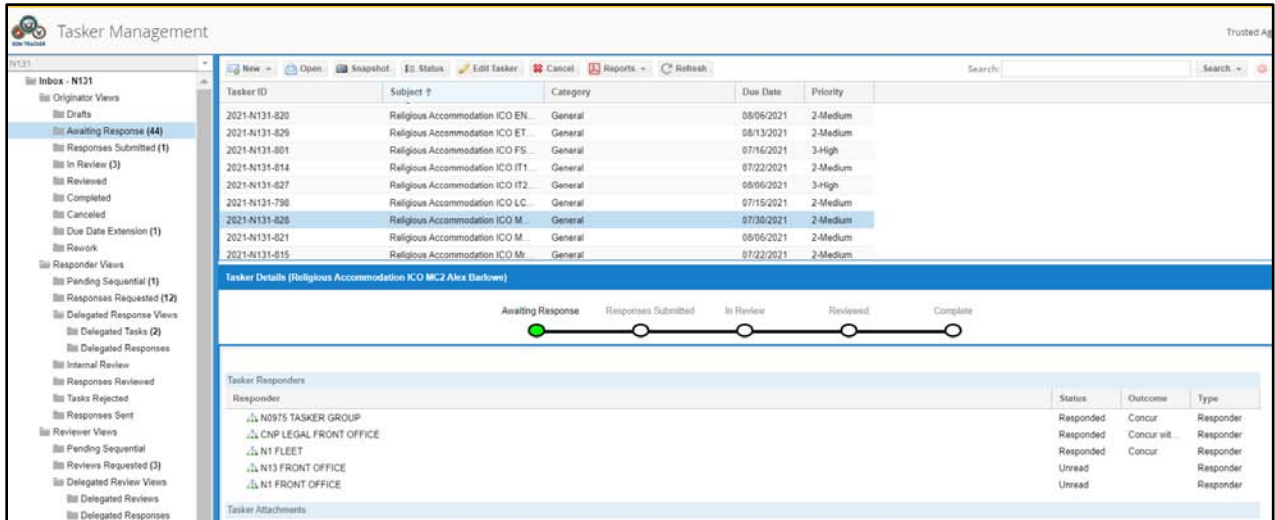 DON TRACKER
Tasker Management
Trusted Ag
N131
Inbox - N131
Originator Views
Drafts
Awaiting Response (44)
Responses Submitted (1)
In Review (3)
Reviewed
Completed
Canceled
Due Date Extension (1)
Rework
Responder Views
Pending Sequential (1)
Responses Requested (12)
Delegated Response Views
Delegated Tasks (2)
Delegated Responses
Internal Review
Responses Reviewed
Tasks Rejected
Responses Sent
Reviewer Views
Pending Sequential
Reviews Requested (3)
Delegated Review Views
Delegated Reviews
Delegated Responses
New Open Snapshot Status Edit Tasker Cancel Reports Refresh Search: Search
Tasker ID Subject ↑ Category Due Date Priority
2021-N131-820 Religious Accommodation ICO EN... General 08/06/2021 2-Medium
2021-N131-829 Religious Accommodation ICO ET... General 08/13/2021 2-Medium
2021-N131-801 Religious Accommodation ICO FS... General 07/16/2021 3-High
2021-N131-814 Religious Accommodation ICO IT1... General 07/22/2021 2-Medium
2021-N131-827 Religious Accommodation ICO IT2... General 08/06/2021 3-High
2021-N131-798 Religious Accommodation ICO LC... General 07/15/2021 2-Medium
2021-N131-828 Religious Accommodation ICO M... General 07/30/2021 2-Medium
2021-N131-821 Religious Accommodation ICO M... General 08/06/2021 2-Medium
2021-N131-815 Religious Accommodation ICO Mr... General 07/22/2021 2-Medium
Tasker Details (Religious Accommodation ICO MC2 Alex Barlowe)
Awaiting Response Responses Submitted In Review Reviewed Complete
Tasker Responders
Responder Status Outcome Type
N0975 TASKER GROUP Responded Concur Responder
CNP LEGAL FRONT OFFICE Responded Concur wit... Responder
N1 FLEET Responded Concur Responder
N13 FRONT OFFICE Unread Responder
N1 FRONT OFFICE Unread Responder
Tasker Attachments